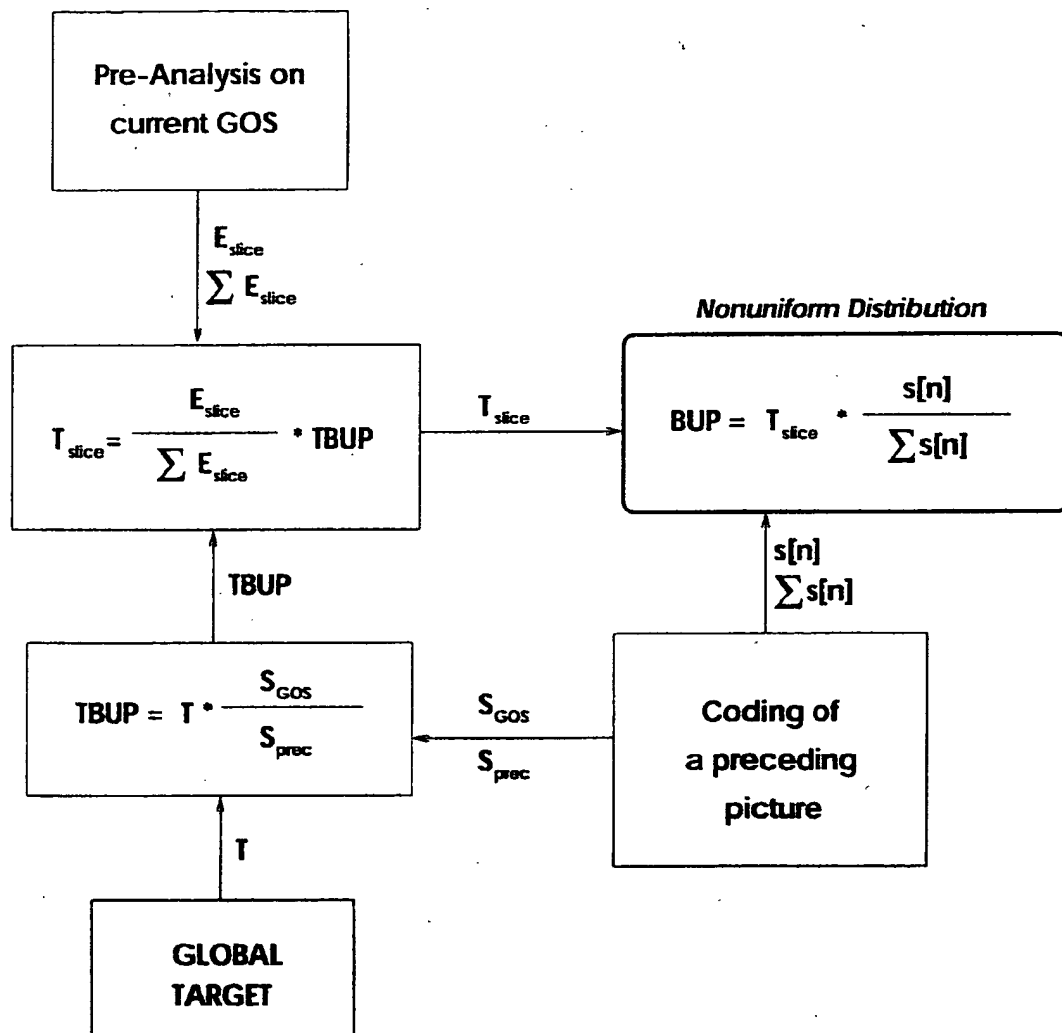 Pre-Analysis on
current GOS
E_slice
∑ E_slice
Nonuniform Distribution
T_slice = E_slice / ∑ E_slice * TBUP
T_slice
BUP = T_slice * s[n] / ∑ s[n]
TBUP
s[n]
∑ s[n]
TBUP = T * S_GOS / S_prec
S_GOS
S_prec
Coding of
a preceding
picture
T
GLOBAL
TARGET